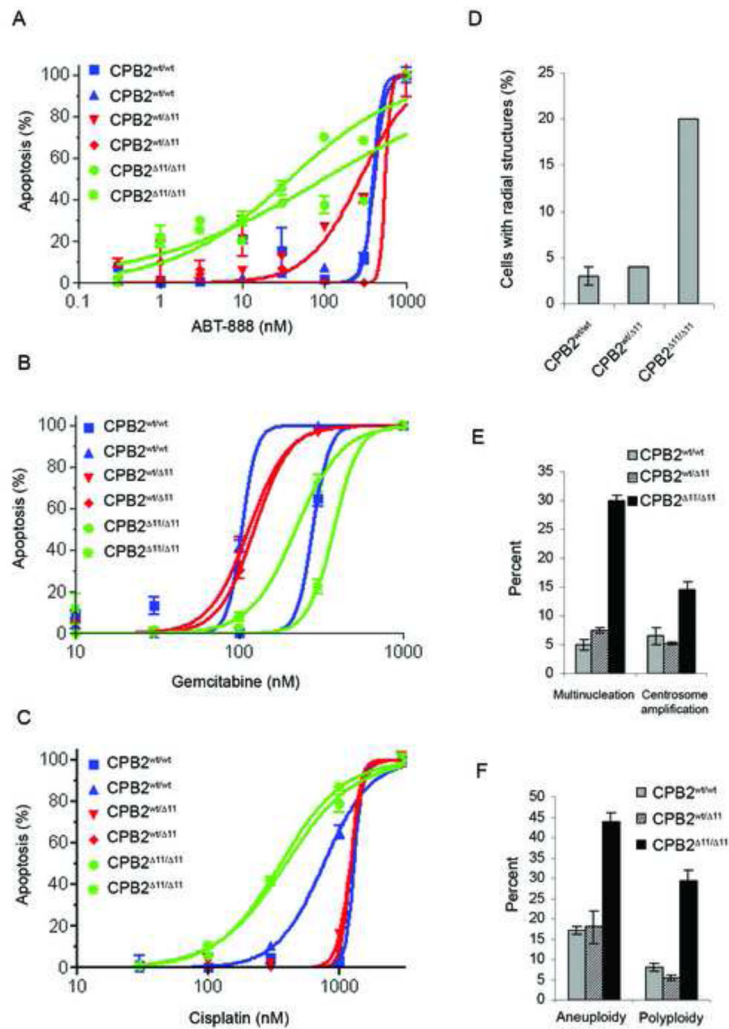 A
Apoptosis (%)
100
80
60
40
20
0
CPB2wt/wt
CPB2wt/wt
CPB2wt/Δ11
CPB2wt/Δ11
CPB2Δ11/Δ11
CPB2Δ11/Δ11
0.1
1
10
100
1000
ABT-888 (nM)
B
Apoptosis (%)
100
80
60
40
20
0
CPB2wt/wt
CPB2wt/wt
CPB2wt/Δ11
CPB2wt/Δ11
CPB2Δ11/Δ11
CPB2Δ11/Δ11
10
100
1000
Gemcitabine (nM)
C
Apoptosis (%)
100
80
60
40
20
0
CPB2wt/wt
CPB2wt/wt
CPB2wt/Δ11
CPB2wt/Δ11
CPB2Δ11/Δ11
CPB2Δ11/Δ11
30
100
1000
Cisplatin (nM)
D
Cells with radial structures (%)
25
20
15
10
5
0
CPB2wt/wt
CPB2wt/Δ11
CPB2Δ11/Δ11
E
Percent
35
30
25
20
15
10
5
0
CPB2wt/wt
CPB2wt/Δ11
CPB2Δ11/Δ11
Multinucleation
Centrosome
amplification
F
Percent
50
45
40
35
30
25
20
15
10
5
0
CPB2wt/wt
CPB2wt/Δ11
CPB2Δ11/Δ11
Aneuploidy
Polyploidy